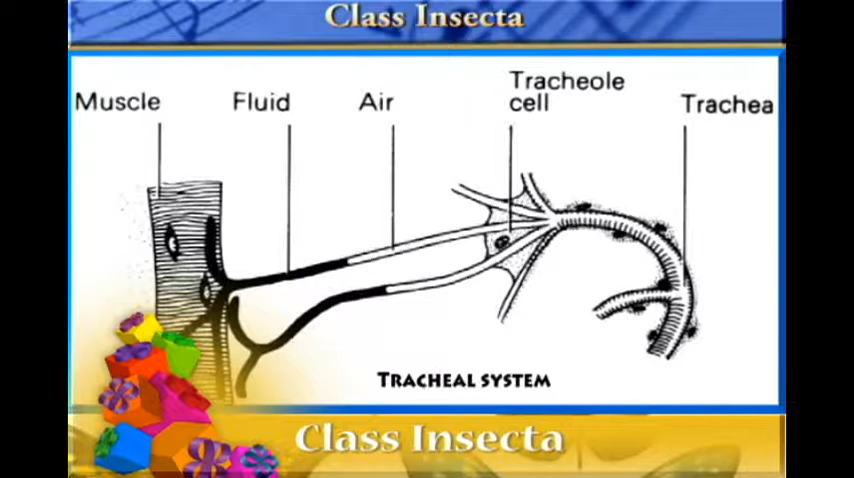 Class Insecta
Muscle
Fluid
Air
Tracheole
cell
Trachea
TRACHEAL SYSTEM
Class Insecta